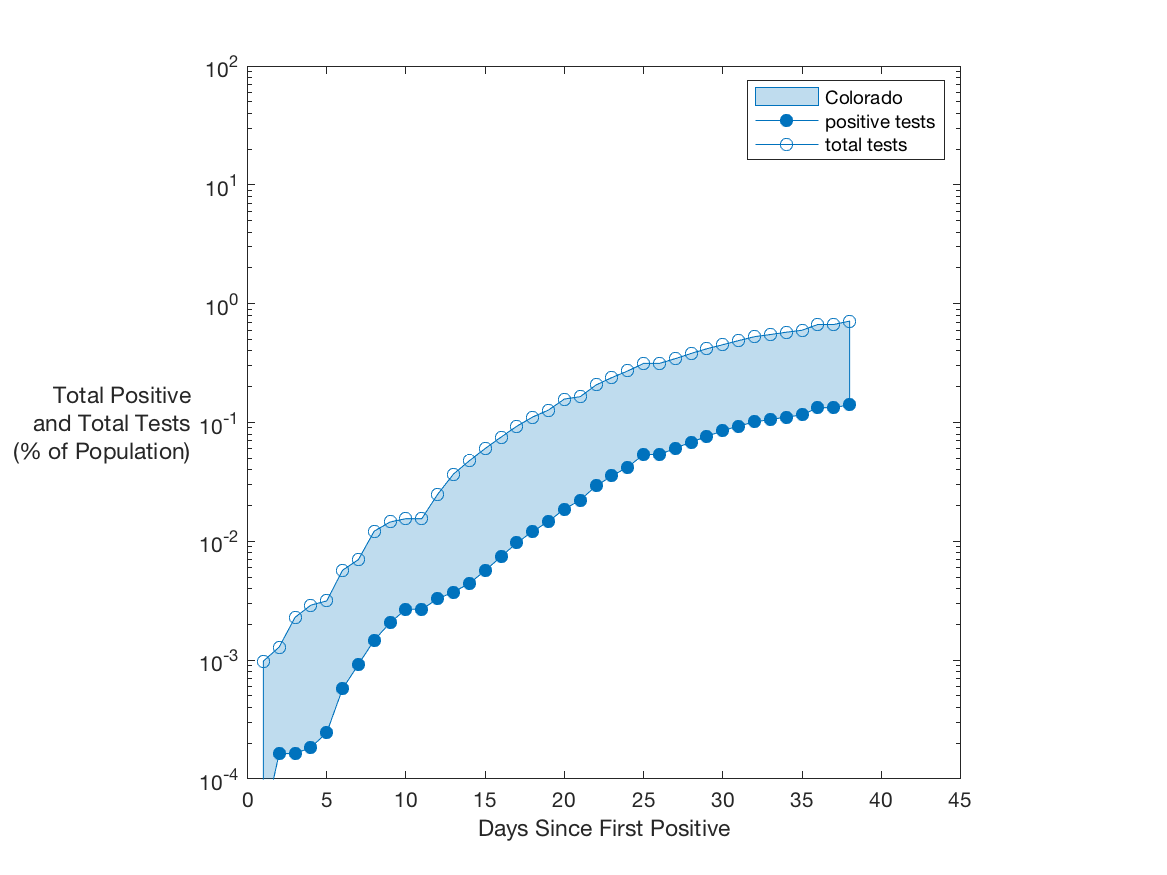 10^2
10^1
10^0
10^-1
10^-2
10^-3
10^-4
Total Positive
and Total Tests
(% of Population)
Colorado
positive tests
total tests
0 5 10 15 20 25 30 35 40 45
Days Since First Positive